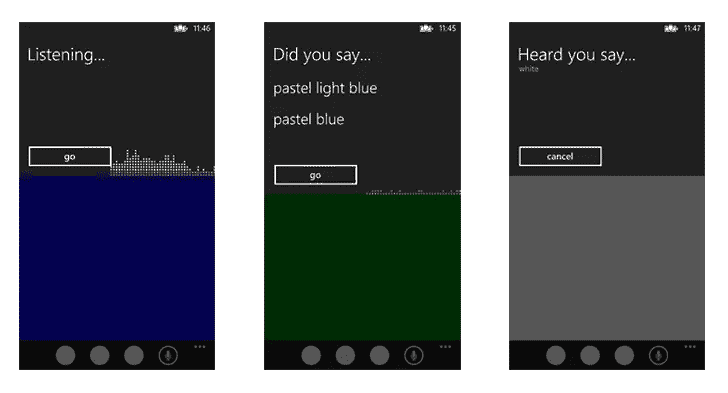 11:46
Listening...
go
11:45
Did you say...
pastel light blue
pastel blue
go
11:47
Heard you say...
white
cancel